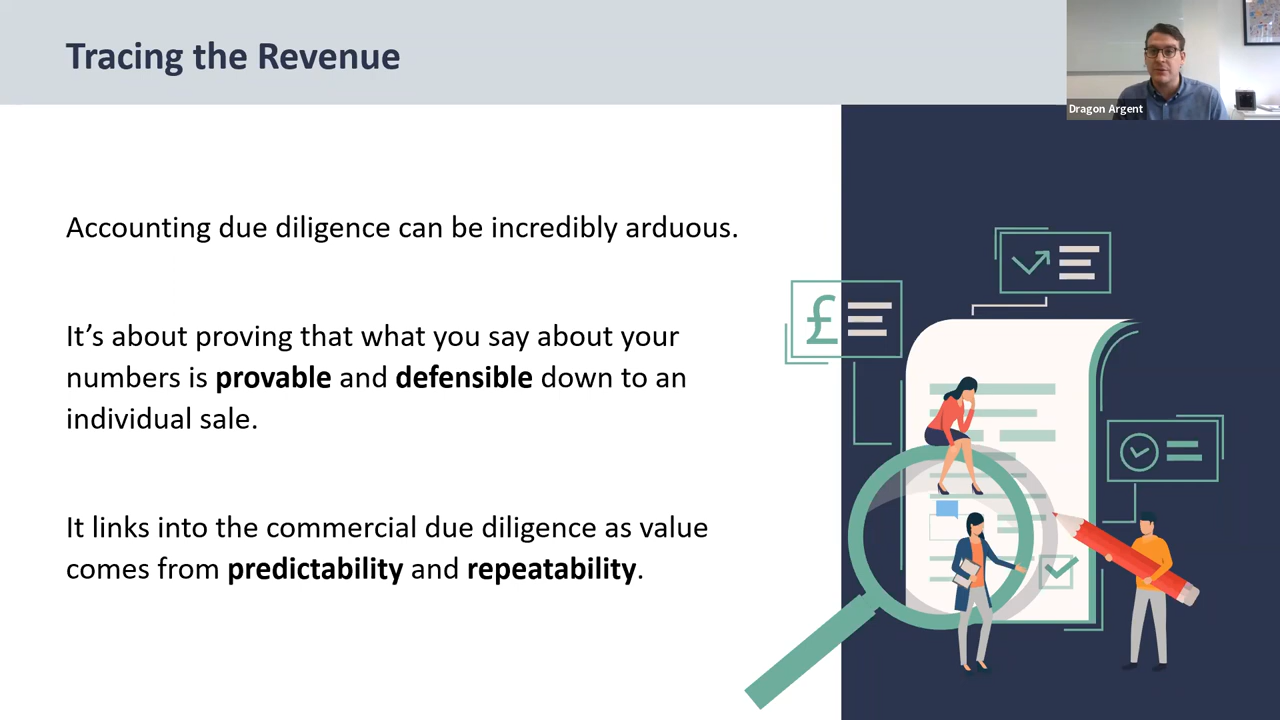 Tracing the Revenue
Dragon Argent
Accounting due diligence can be incredibly arduous.
£
It’s about proving that what you say about your
numbers is provable and defensible down to an
individual sale.
It links into the commercial due diligence as value
comes from predictability and repeatability.